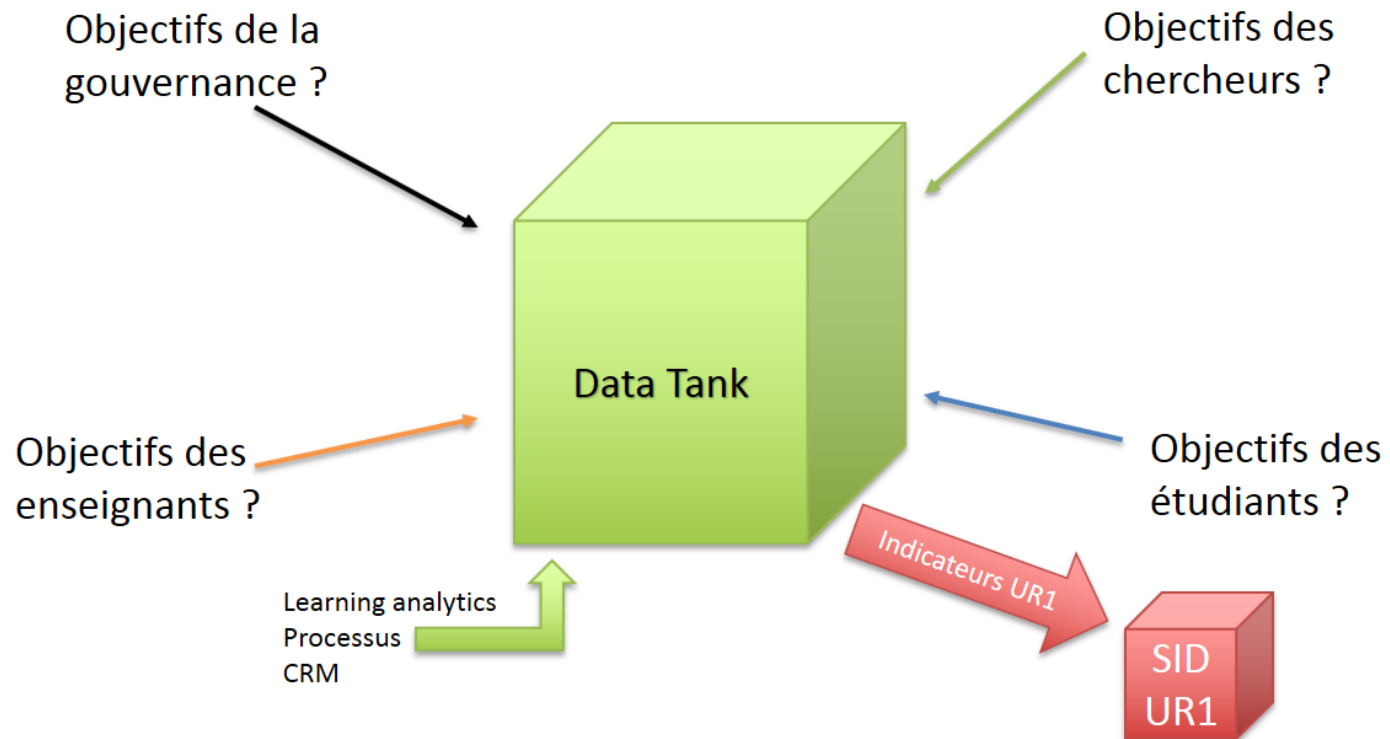 Objectifs de la
gouvernance ?
Objectifs des
chercheurs ?
Data Tank
Objectifs des
enseignants ?
Objectifs des
étudiants ?
Learning analytics
Processus
CRM
Indicateurs UR1
SID
UR1